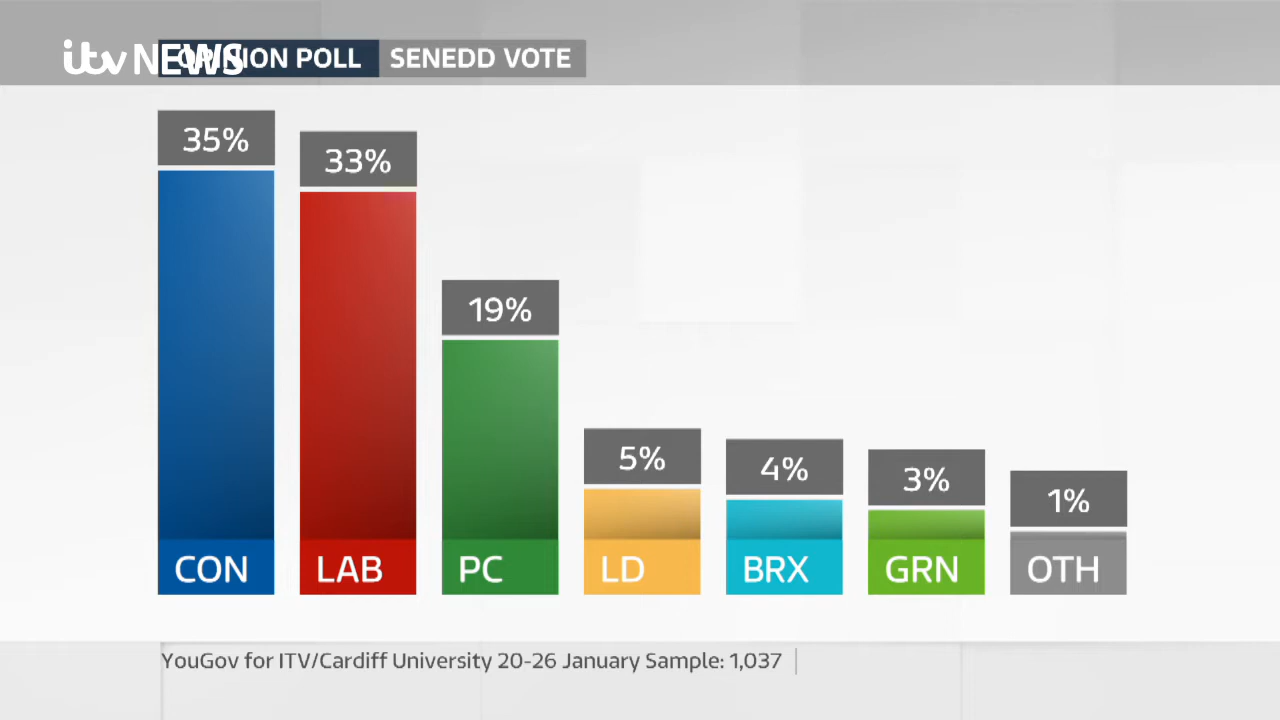 itv NEWS OPINION POLL SENEDD VOTE
35%
33%
19%
5%
4%
3%
1%
CON LAB PC LD BRX GRN OTH
YouGov for ITV/Cardiff University 20-26 January Sample: 1,037